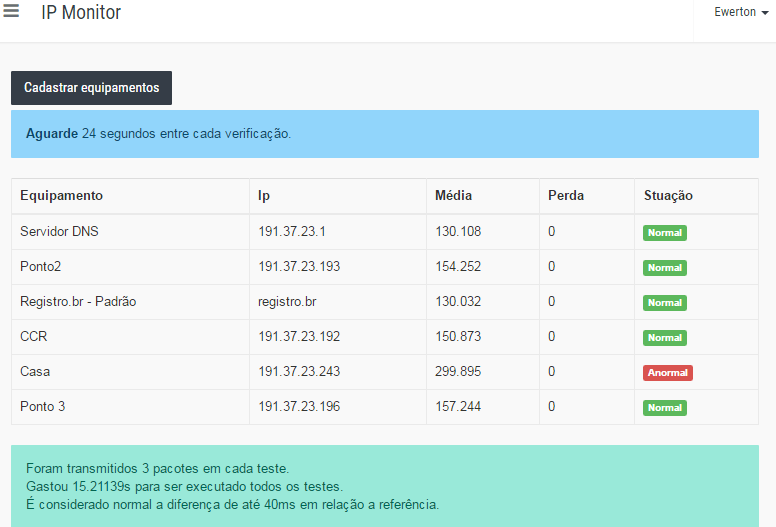 IP Monitor
Ewerton
Cadastrar equipamentos
Aguarde 24 segundos entre cada verificação.
Equipamento Ip Média Perda Stuação
Servidor DNS 191.37.23.1 130.108 0 Normal
Ponto2 191.37.23.193 154.252 0 Normal
Registro.br - Padrão registro.br 130.032 0 Normal
CCR 191.37.23.192 150.873 0 Normal
Casa 191.37.23.243 299.895 0 Anormal
Ponto 3 191.37.23.196 157.244 0 Normal
Foram transmitidos 3 pacotes em cada teste.
Gastou 15.21139s para ser executado todos os testes.
É considerado normal a diferença de até 40ms em relação a referência.